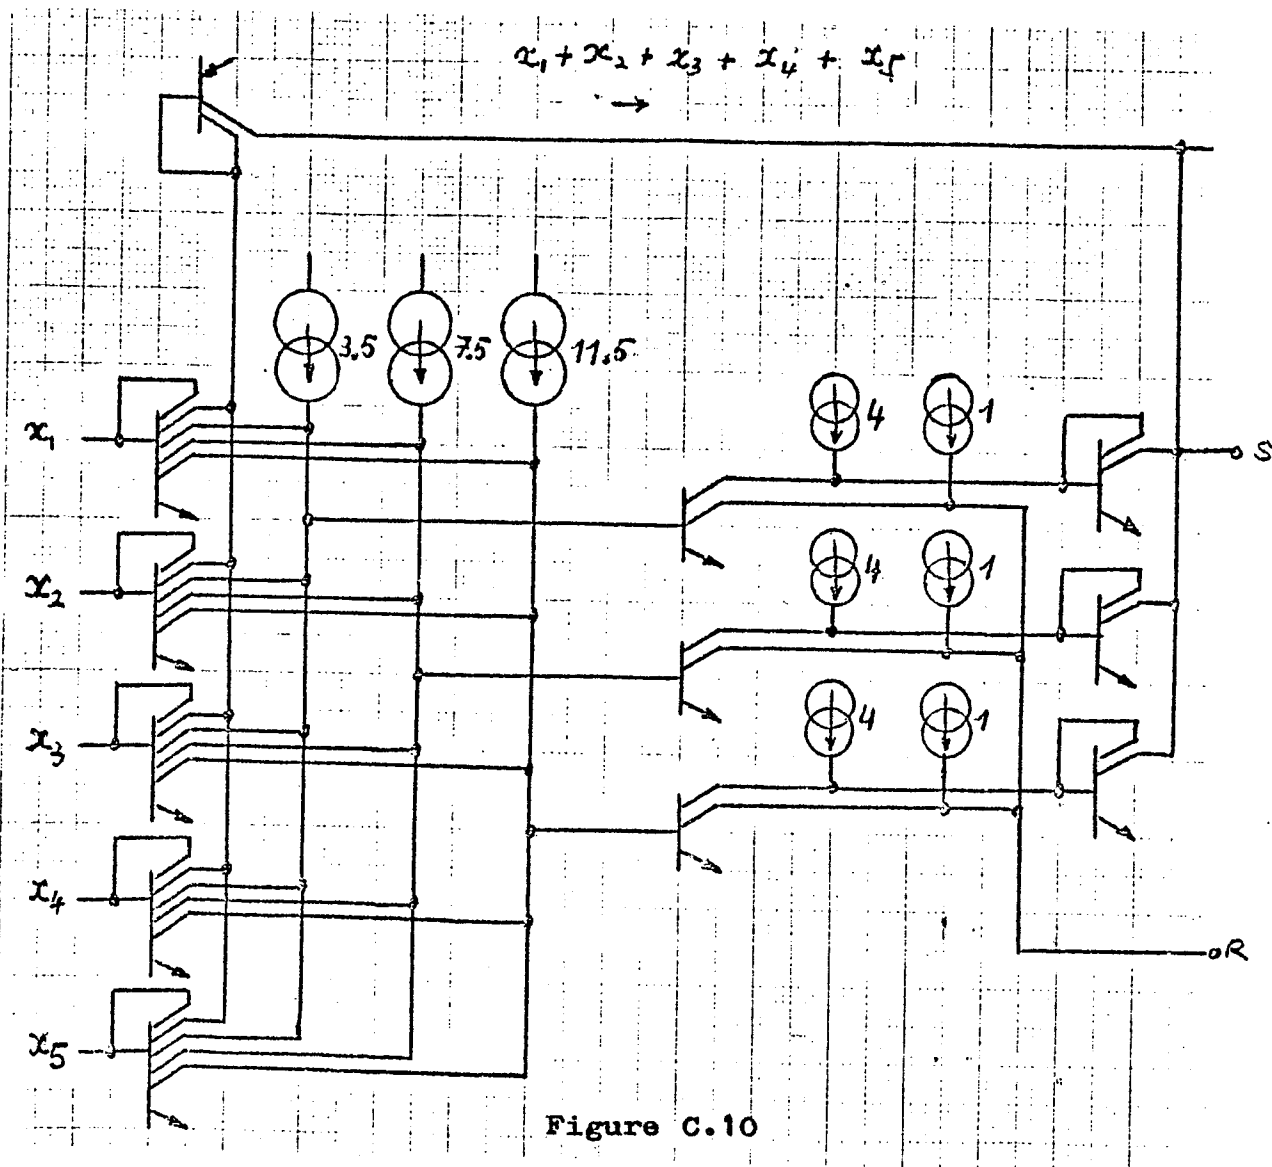 x₁ + x₂ + x₃ + x₄ + x₅
→
3.5 7.5 11.5
4 1
x₁
S
x₂
4 1
x₃
4 1
x₄
R
x₅
Figure C.10